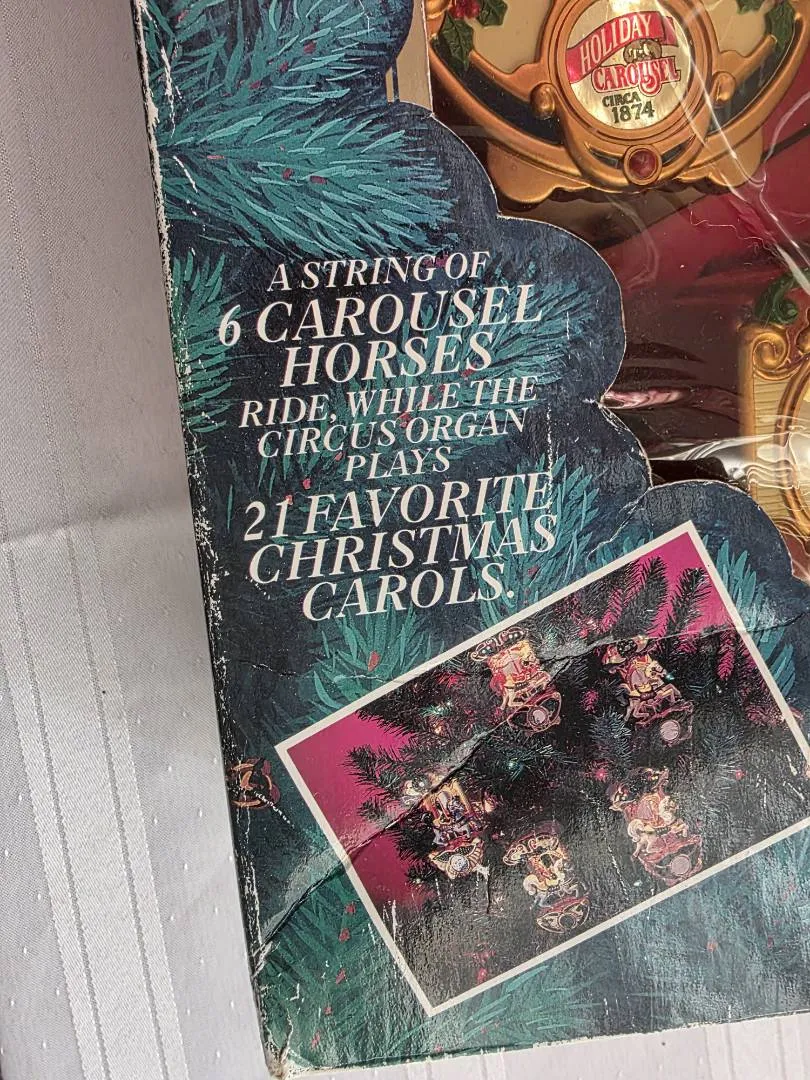 HOLIDAY
CAROUSEL
CIRCA
1874
A STRING OF
6 CAROUSEL
HORSES
RIDE, WHILE THE
CIRCUS ORGAN
PLAYS
21 FAVORITE
CHRISTMAS
CAROLS.